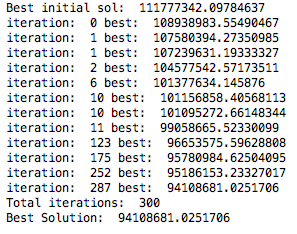 Best initial sol:  111777342.09784637
iteration:  0 best:  108938983.55490467
iteration:  1 best:  107580394.27350985
iteration:  1 best:  107239631.19333327
iteration:  2 best:  104577542.57173511
iteration:  6 best:  101377634.145876
iteration:  10 best:  101156858.40568113
iteration:  10 best:  101095272.66148344
iteration:  11 best:  99058665.52330099
iteration:  123 best:  96653575.59628808
iteration:  175 best:  95780984.62504095
iteration:  252 best:  95186153.23327017
iteration:  287 best:  94108681.0251706
Total iterations:  300
Best Solution:  94108681.0251706